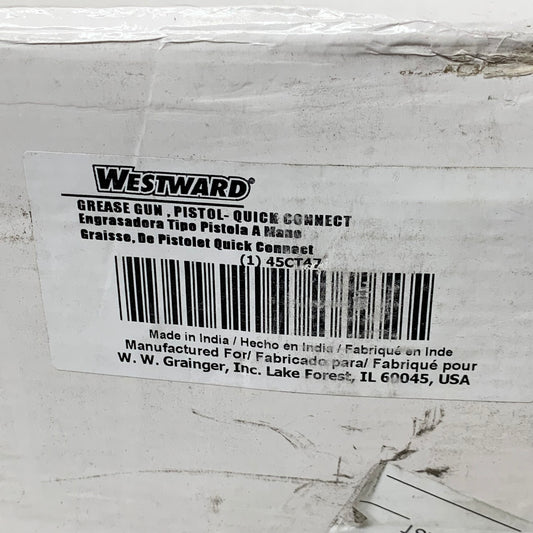 WESTWARD®
GREASE GUN , PISTOL- QUICK CONNECT
Engrasadora Tipo Pistola A Mano
Graisso, De Pistolet Quick Connect
(1) 45CT47
Made in India / Hecho en India / Fabriqué en Inde
Manufactured For/ Fabricado para/ Fabriqué pour
W. W. Grainger, Inc. Lake Forest, IL 60045, USA